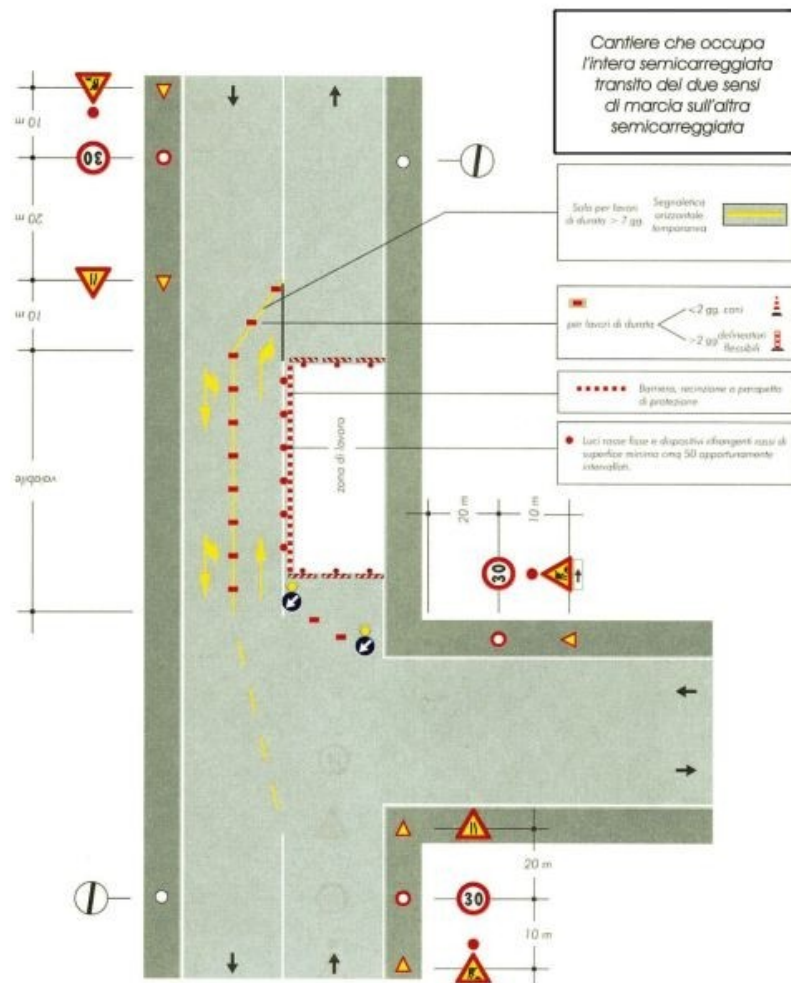 Cantiere che occupa
l'intera semicarreggiata
transito dei due sensi
di marcia sull'altra
semicarreggiata
Solo per lavori
di durata > 7 gg.
Segnaletica
orizzontale
temporanea
per lavori di durata
<2 gg. coni
>2 gg delineatori
flessibili
Barriera, recinzione o parapetto
di protezione
Luci rosse fisse e dispositivi rifrangenti rossi di
superfice minima cmq 50 opportunamente
intervallati.
10 m
30
20 m
10 m
variabile
zona di lavoro
20 m
10 m
30
20 m
30
10 m